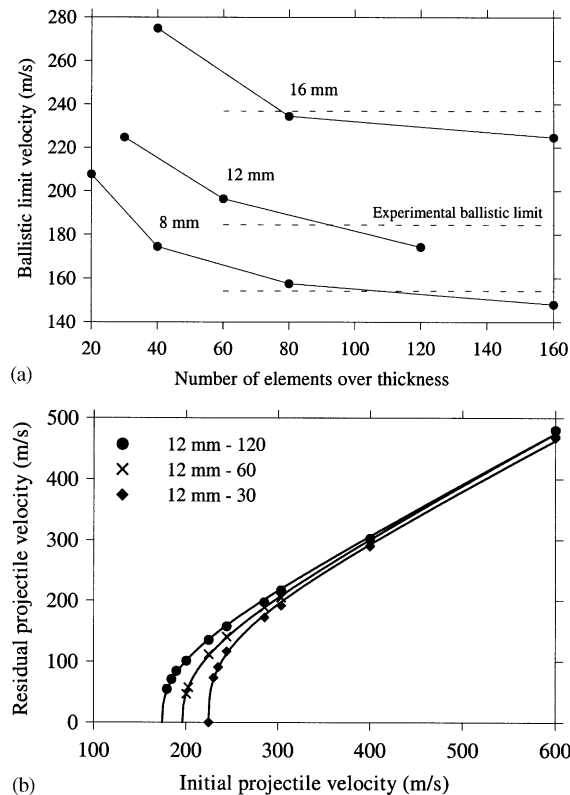 280
260
240
220
200
180
160
140
Ballistic limit velocity (m/s)
16 mm
12 mm
8 mm
Experimental ballistic limit
20 40 60 80 100 120 140 160
(a)
Number of elements over thickness
500
400
300
200
100
0
Residual projectile velocity (m/s)
12 mm - 120
12 mm - 60
12 mm - 30
100 200 300 400 500 600
(b)
Initial projectile velocity (m/s)